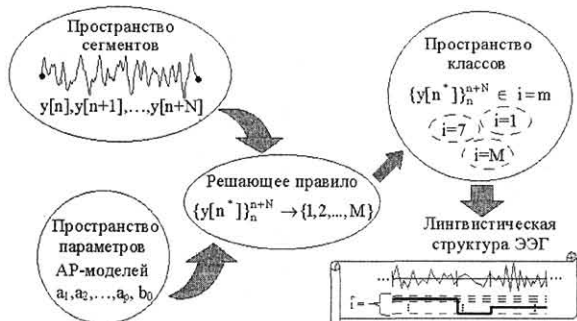 Пространство
сегментов
y[n],y[n+1],...,y[n+N]
Пространство
параметров
АР-моделей
a₁,a₂,...,aₚ, b₀
Решающее правило
{y[n*]}ₙⁿ⁺ᴺ → {1,2,...,M}
Пространство
классов
{y[n*]}ₙⁿ⁺ᴺ ∈ i=m
i=7
i=1
i=M
Лингвистическая
структура ЭЭГ
... ...